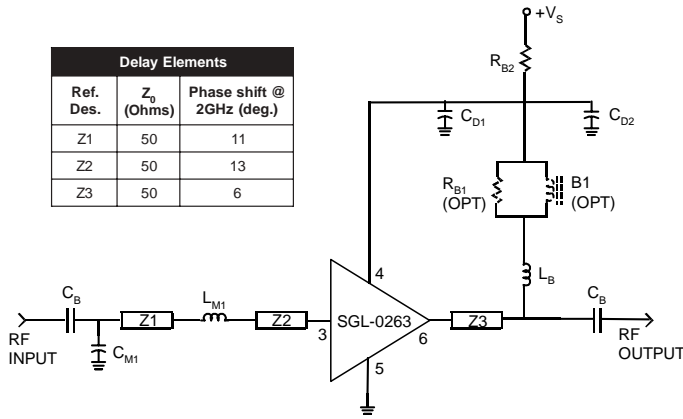 +VS
RB2
Delay Elements
Ref. Des. Z0 (Ohms) Phase shift @ 2GHz (deg.)
Z1 50 11
Z2 50 13
Z3 50 6
CD1
CD2
RB1 (OPT)
B1 (OPT)
LB
4
CB
Z1
LM1
Z2
3
SGL-0263
6
Z3
CB
RF INPUT
CM1
5
RF OUTPUT